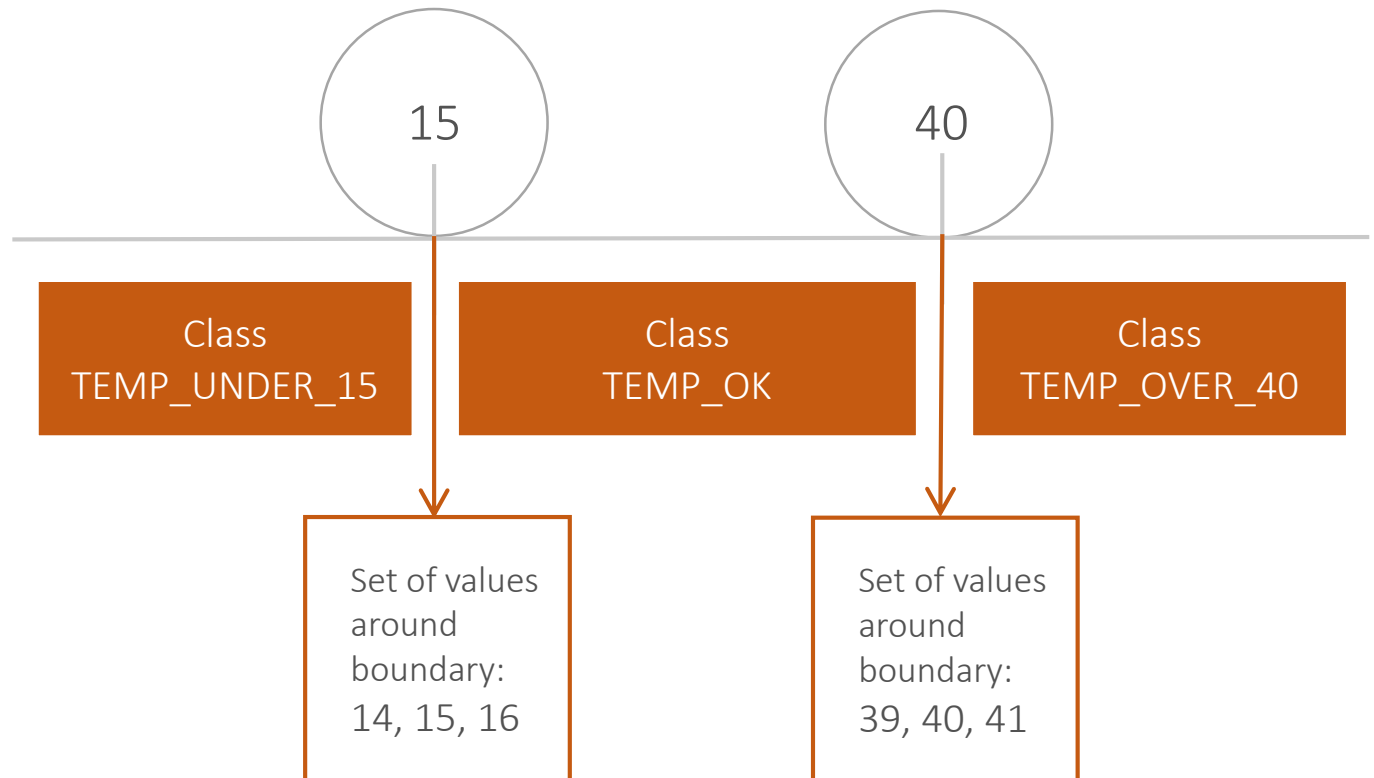 15
40
Class
TEMP_UNDER_15
Class
TEMP_OK
Class
TEMP_OVER_40
Set of values
around
boundary:
14, 15, 16
Set of values
around
boundary:
39, 40, 41